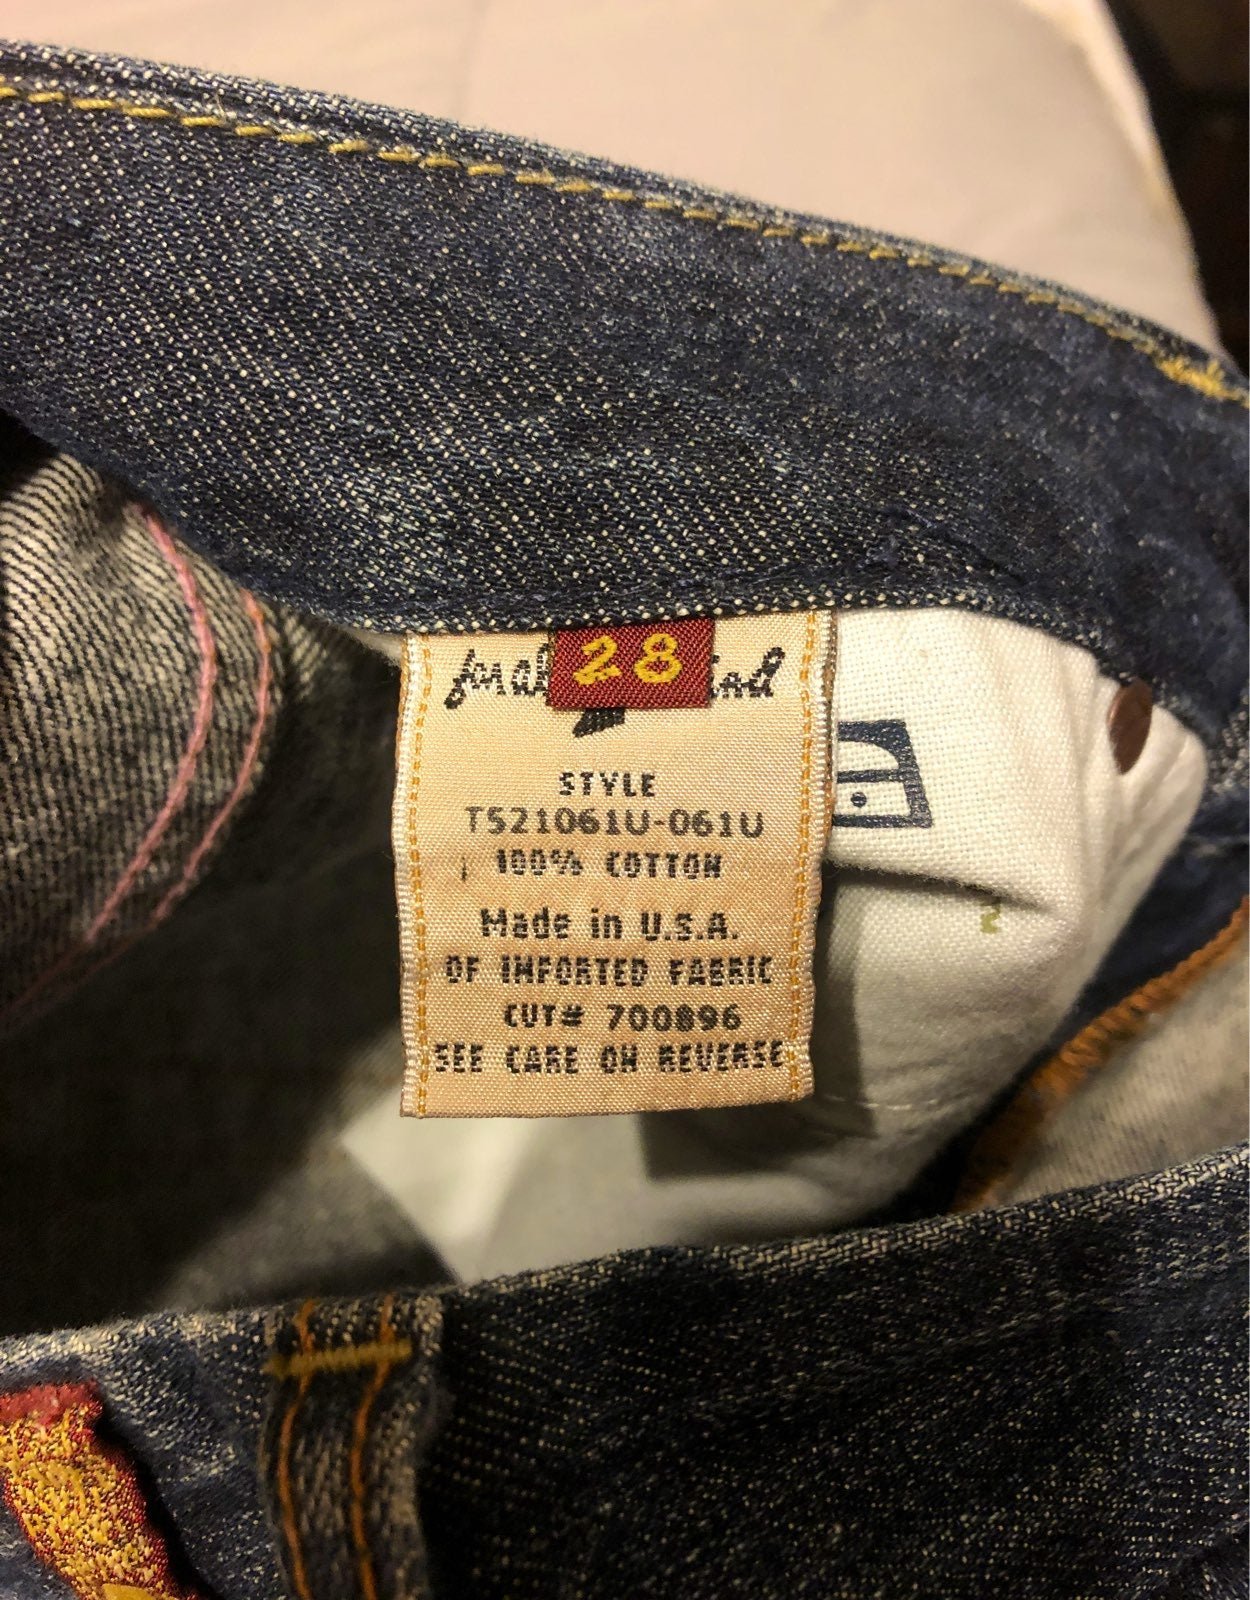 28
STYLE
TS21061U-061U
100% COTTON
Made in U.S.A.
OF IMPORTED FABRIC
CUT# 700896
SEE CARE ON REVERSE